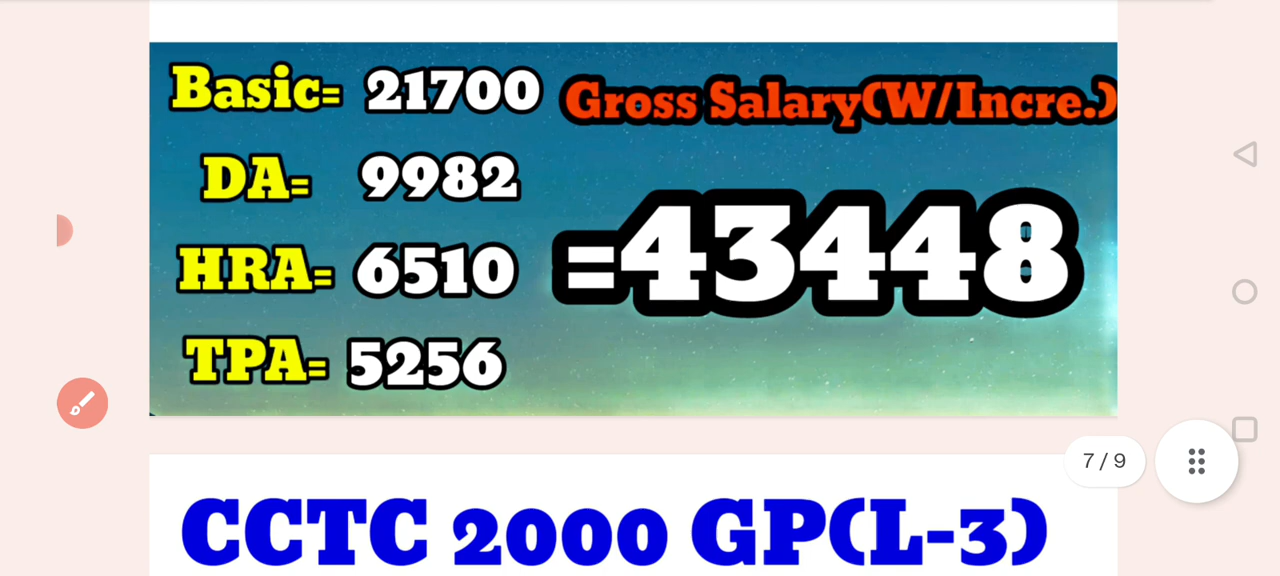 Basic= 21700
DA= 9982
HRA= 6510
TPA= 5256
Gross Salary(W/Incre.)
=43448
7 / 9
CCTC 2000 GP(L-3)